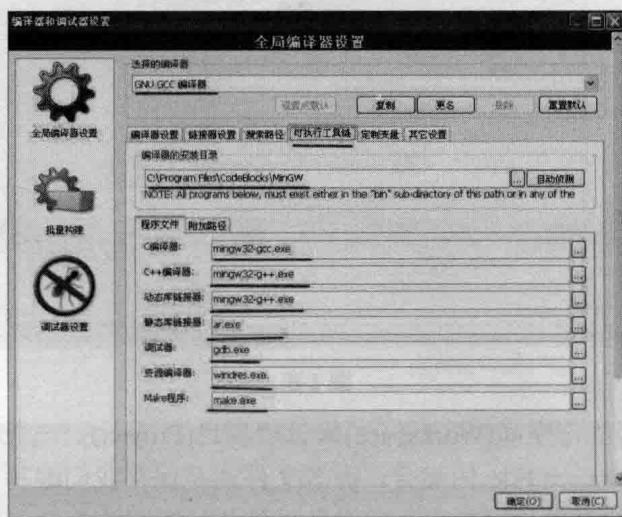 编译器和调试器设置
全局编译器设置
选择的编译器
GNU GCC 编译器
设置为默认
复制
更名
删除
重置默认
全局编译器设置
批量构建
调试器设置
编译器设置
链接器设置
搜索路径
可执行工具链
定制变量
其它设置
编译器的安装目录
C:\Program Files\CodeBlocks\MinGW
...
自动侦测
NOTE: All programs below, must exist either in the "bin" sub-directory of this path or in any of the
程序文件
附加路径
C编译器:
mingw32-gcc.exe
...
C++编译器:
mingw32-g++.exe
...
动态库链接器:
mingw32-g++.exe
...
静态库链接器:
ar.exe
...
调试器:
gdb.exe
...
资源编译器:
windres.exe
...
Make程序:
make.exe
...
确定(O)
取消(C)